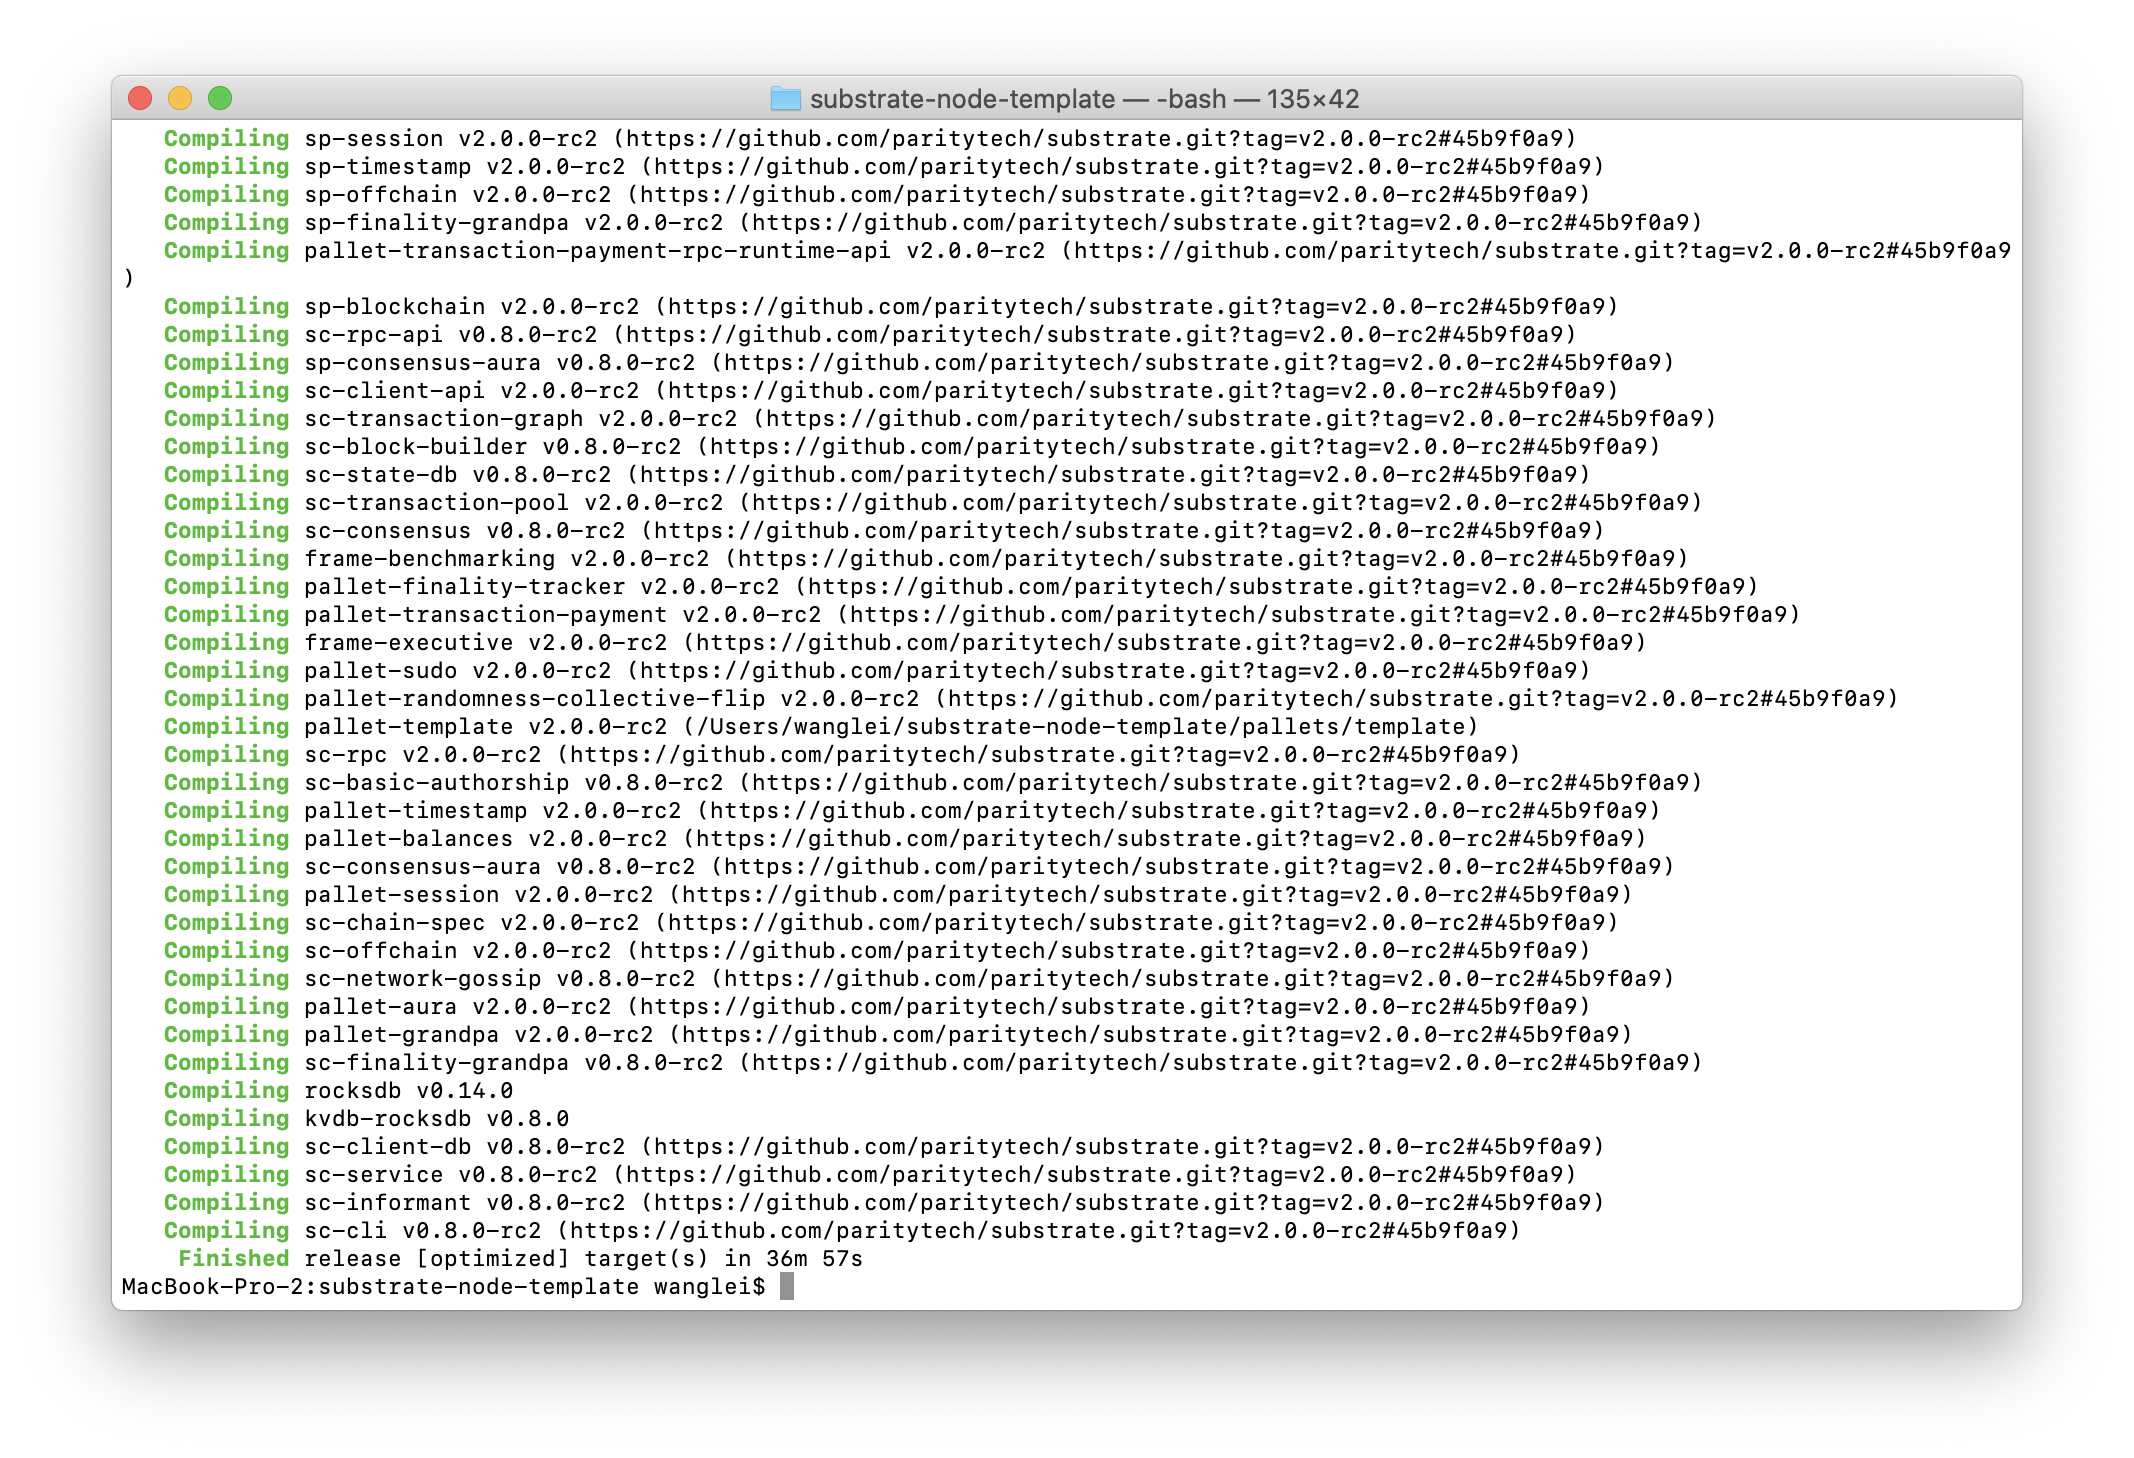 substrate-node-template — -bash — 135×42
Compiling sp-session v2.0.0-rc2 (https://github.com/paritytech/substrate.git?tag=v2.0.0-rc2#45b9f0a9)
Compiling sp-timestamp v2.0.0-rc2 (https://github.com/paritytech/substrate.git?tag=v2.0.0-rc2#45b9f0a9)
Compiling sp-offchain v2.0.0-rc2 (https://github.com/paritytech/substrate.git?tag=v2.0.0-rc2#45b9f0a9)
Compiling sp-finality-grandpa v2.0.0-rc2 (https://github.com/paritytech/substrate.git?tag=v2.0.0-rc2#45b9f0a9)
Compiling pallet-transaction-payment-rpc-runtime-api v2.0.0-rc2 (https://github.com/paritytech/substrate.git?tag=v2.0.0-rc2#45b9f0a9
)
Compiling sp-blockchain v2.0.0-rc2 (https://github.com/paritytech/substrate.git?tag=v2.0.0-rc2#45b9f0a9)
Compiling sc-rpc-api v0.8.0-rc2 (https://github.com/paritytech/substrate.git?tag=v2.0.0-rc2#45b9f0a9)
Compiling sp-consensus-aura v0.8.0-rc2 (https://github.com/paritytech/substrate.git?tag=v2.0.0-rc2#45b9f0a9)
Compiling sc-client-api v2.0.0-rc2 (https://github.com/paritytech/substrate.git?tag=v2.0.0-rc2#45b9f0a9)
Compiling sc-transaction-graph v2.0.0-rc2 (https://github.com/paritytech/substrate.git?tag=v2.0.0-rc2#45b9f0a9)
Compiling sc-block-builder v0.8.0-rc2 (https://github.com/paritytech/substrate.git?tag=v2.0.0-rc2#45b9f0a9)
Compiling sc-state-db v0.8.0-rc2 (https://github.com/paritytech/substrate.git?tag=v2.0.0-rc2#45b9f0a9)
Compiling sc-transaction-pool v2.0.0-rc2 (https://github.com/paritytech/substrate.git?tag=v2.0.0-rc2#45b9f0a9)
Compiling sc-consensus v0.8.0-rc2 (https://github.com/paritytech/substrate.git?tag=v2.0.0-rc2#45b9f0a9)
Compiling frame-benchmarking v2.0.0-rc2 (https://github.com/paritytech/substrate.git?tag=v2.0.0-rc2#45b9f0a9)
Compiling pallet-finality-tracker v2.0.0-rc2 (https://github.com/paritytech/substrate.git?tag=v2.0.0-rc2#45b9f0a9)
Compiling pallet-transaction-payment v2.0.0-rc2 (https://github.com/paritytech/substrate.git?tag=v2.0.0-rc2#45b9f0a9)
Compiling frame-executive v2.0.0-rc2 (https://github.com/paritytech/substrate.git?tag=v2.0.0-rc2#45b9f0a9)
Compiling pallet-sudo v2.0.0-rc2 (https://github.com/paritytech/substrate.git?tag=v2.0.0-rc2#45b9f0a9)
Compiling pallet-randomness-collective-flip v2.0.0-rc2 (https://github.com/paritytech/substrate.git?tag=v2.0.0-rc2#45b9f0a9)
Compiling pallet-template v2.0.0-rc2 (/Users/wanglei/substrate-node-template/pallets/template)
Compiling sc-rpc v2.0.0-rc2 (https://github.com/paritytech/substrate.git?tag=v2.0.0-rc2#45b9f0a9)
Compiling sc-basic-authorship v0.8.0-rc2 (https://github.com/paritytech/substrate.git?tag=v2.0.0-rc2#45b9f0a9)
Compiling pallet-timestamp v2.0.0-rc2 (https://github.com/paritytech/substrate.git?tag=v2.0.0-rc2#45b9f0a9)
Compiling pallet-balances v2.0.0-rc2 (https://github.com/paritytech/substrate.git?tag=v2.0.0-rc2#45b9f0a9)
Compiling sc-consensus-aura v0.8.0-rc2 (https://github.com/paritytech/substrate.git?tag=v2.0.0-rc2#45b9f0a9)
Compiling pallet-session v2.0.0-rc2 (https://github.com/paritytech/substrate.git?tag=v2.0.0-rc2#45b9f0a9)
Compiling sc-chain-spec v2.0.0-rc2 (https://github.com/paritytech/substrate.git?tag=v2.0.0-rc2#45b9f0a9)
Compiling sc-offchain v2.0.0-rc2 (https://github.com/paritytech/substrate.git?tag=v2.0.0-rc2#45b9f0a9)
Compiling sc-network-gossip v0.8.0-rc2 (https://github.com/paritytech/substrate.git?tag=v2.0.0-rc2#45b9f0a9)
Compiling pallet-aura v2.0.0-rc2 (https://github.com/paritytech/substrate.git?tag=v2.0.0-rc2#45b9f0a9)
Compiling pallet-grandpa v2.0.0-rc2 (https://github.com/paritytech/substrate.git?tag=v2.0.0-rc2#45b9f0a9)
Compiling sc-finality-grandpa v0.8.0-rc2 (https://github.com/paritytech/substrate.git?tag=v2.0.0-rc2#45b9f0a9)
Compiling rocksdb v0.14.0
Compiling kvdb-rocksdb v0.8.0
Compiling sc-client-db v0.8.0-rc2 (https://github.com/paritytech/substrate.git?tag=v2.0.0-rc2#45b9f0a9)
Compiling sc-service v0.8.0-rc2 (https://github.com/paritytech/substrate.git?tag=v2.0.0-rc2#45b9f0a9)
Compiling sc-informant v0.8.0-rc2 (https://github.com/paritytech/substrate.git?tag=v2.0.0-rc2#45b9f0a9)
Compiling sc-cli v0.8.0-rc2 (https://github.com/paritytech/substrate.git?tag=v2.0.0-rc2#45b9f0a9)
Finished release [optimized] target(s) in 36m 57s
MacBook-Pro-2:substrate-node-template wanglei$